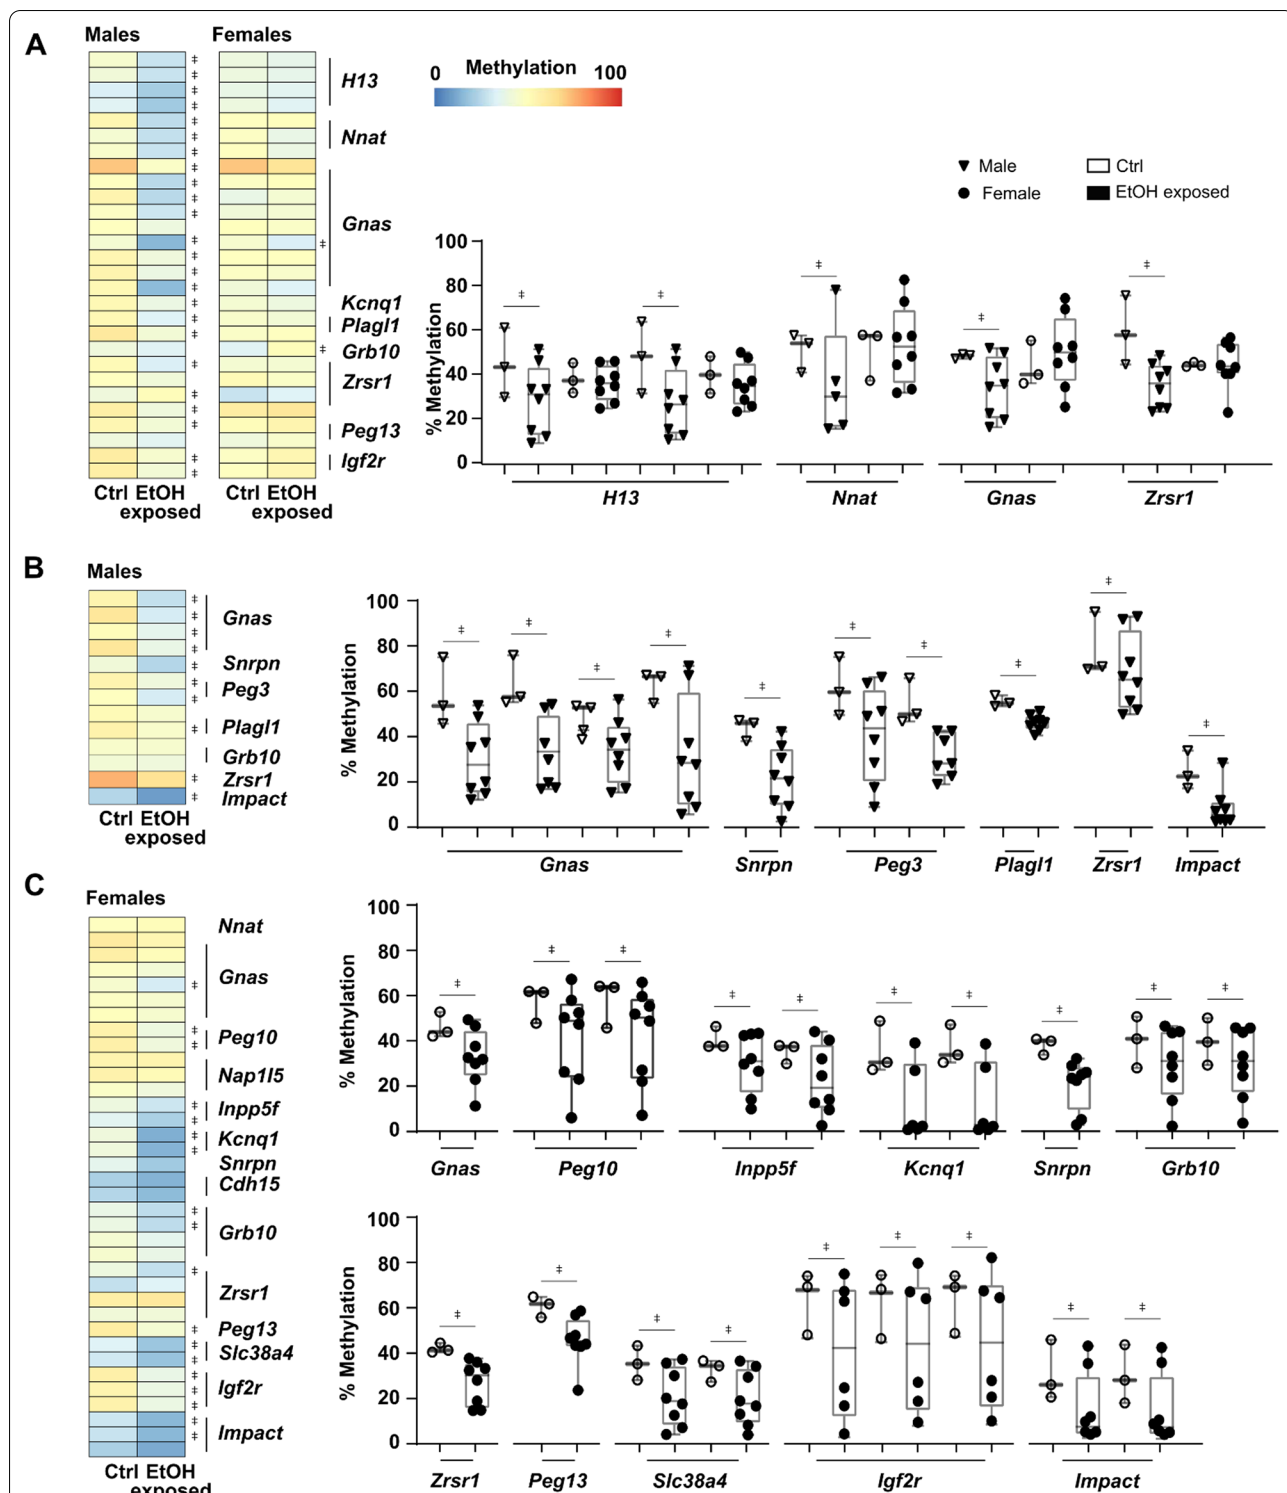 A
Males Females
0 Methylation 100
H13
Nnat
Gnas
Kcnq1
Plagl1
Grb10
Zrsr1
Peg13
Igf2r
Ctrl EtOH exposed
Ctrl EtOH exposed
Male
Female
Ctrl
EtOH exposed
% Methylation
100
80
60
40
20
0
‡ ‡ ‡ ‡ ‡
H13 Nnat Gnas Zrsr1
B
Males
Gnas
Snrpn
Peg3
Plagl1
Grb10
Zrsr1
Impact
Ctrl EtOH
exposed
% Methylation
100
80
60
40
20
0
‡ ‡ ‡ ‡ ‡ ‡ ‡ ‡ ‡ ‡
Gnas Snrpn Peg3 Plagl1 Zrsr1 Impact
C
Females
Nnat
Gnas
Peg10
Nap1l5
Inpp5f
Kcnq1
Snrpn
Cdh15
Grb10
Zrsr1
Peg13
Slc38a4
Igf2r
Impact
Ctrl EtOH
exposed
% Methylation
100
80
60
40
20
0
‡ ‡ ‡ ‡ ‡ ‡ ‡ ‡ ‡ ‡
Gnas Peg10 Inpp5f Kcnq1 Snrpn Grb10
% Methylation
100
80
60
40
20
0
‡ ‡ ‡ ‡ ‡ ‡ ‡ ‡ ‡
Zrsr1 Peg13 Slc38a4 Igf2r Impact